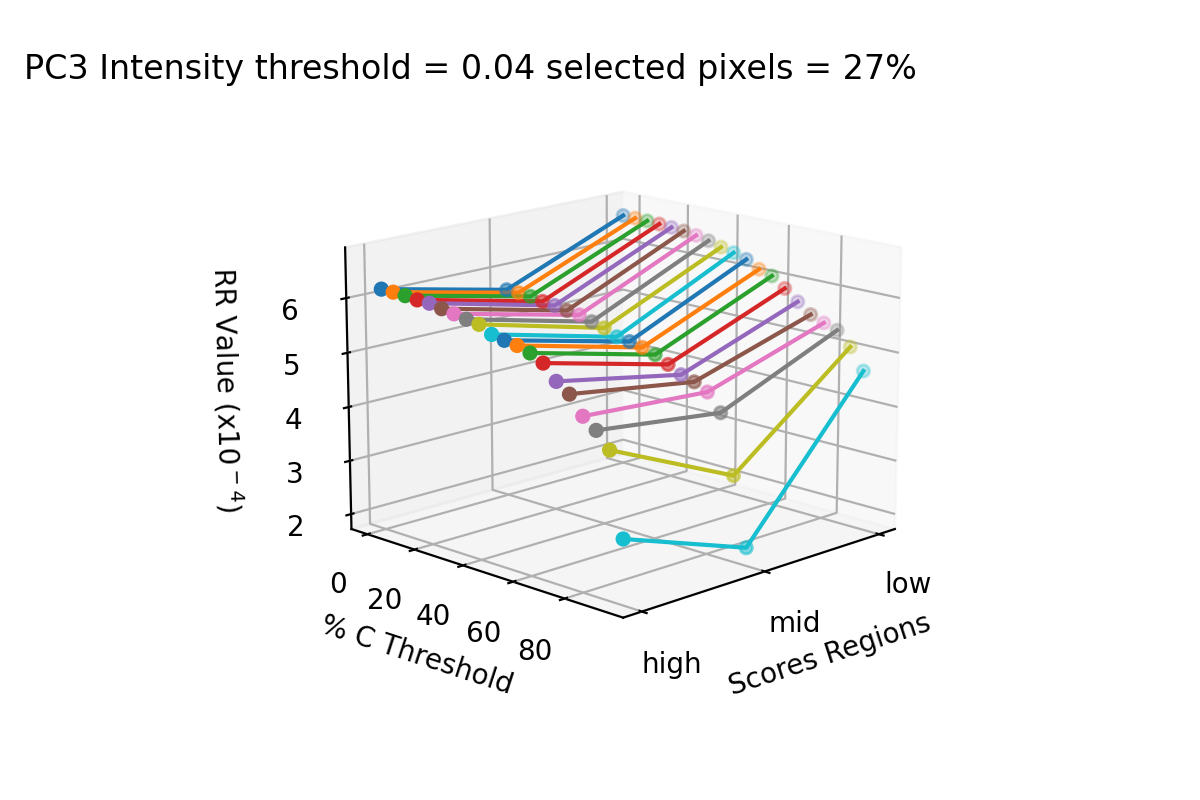 PC3 Intensity threshold = 0.04 selected pixels = 27%
RR Value (x10⁻⁴)
6
5
4
3
2
0
20
40
60
80
% C Threshold
high
mid
low
Scores Regions